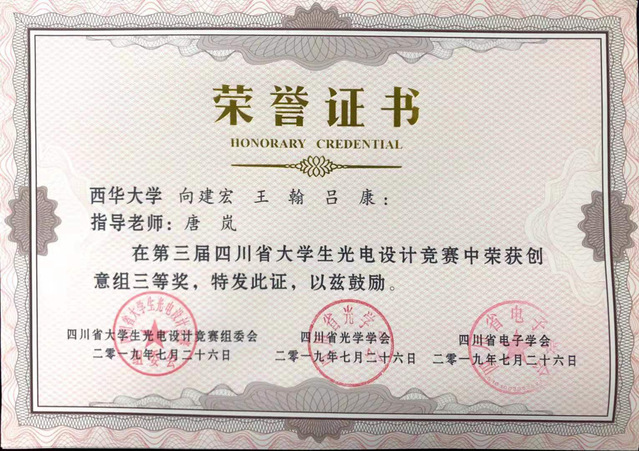 荣誉证书
HONORARY CREDENTIAL
西华大学 向建宏 王 翰 吕 康：
指导老师：唐 岚
在第三届四川省大学生光电设计竞赛中荣获创
意组三等奖，特发此证，以兹鼓励。
四川省大学生光电设计竞赛组委会 四川省光学学会 四川省电子学会
二〇一九年七月二十六日 二〇一九年七月二十六日 二〇一九年七月二十六日